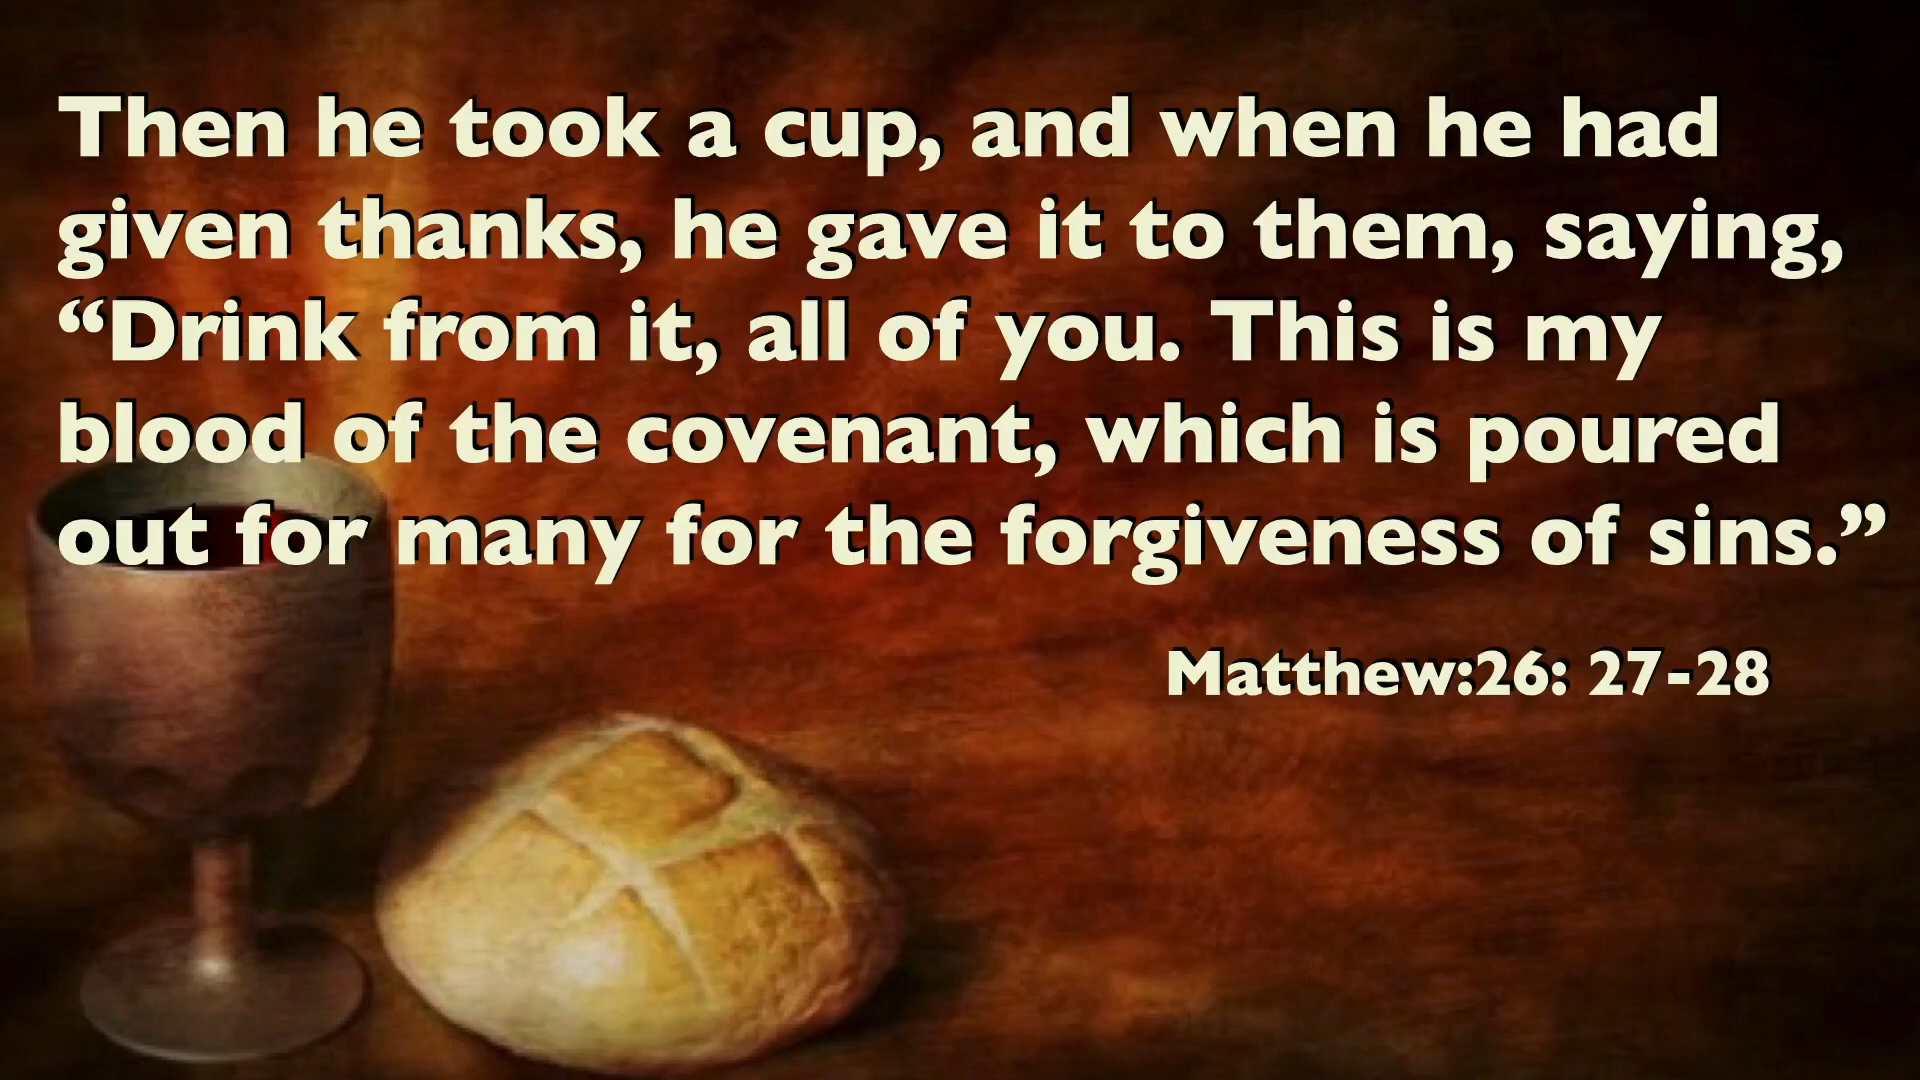 Then he took a cup, and when he had
given thanks, he gave it to them, saying,
“Drink from it, all of you. This is my
blood of the covenant, which is poured
out for many for the forgiveness of sins.”
Matthew:26: 27-28